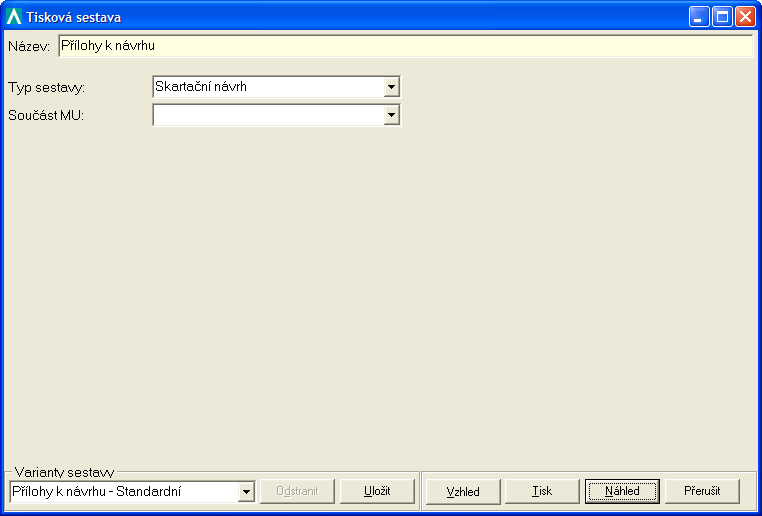 Tisková sestava
Název: Přílohy k návrhu
Typ sestavy: Skartační návrh
Součást MU:
Varianty sestavy
Přílohy k návrhu - Standardní Odstranit Uložit Vzhled Tisk Náhled Přerušit